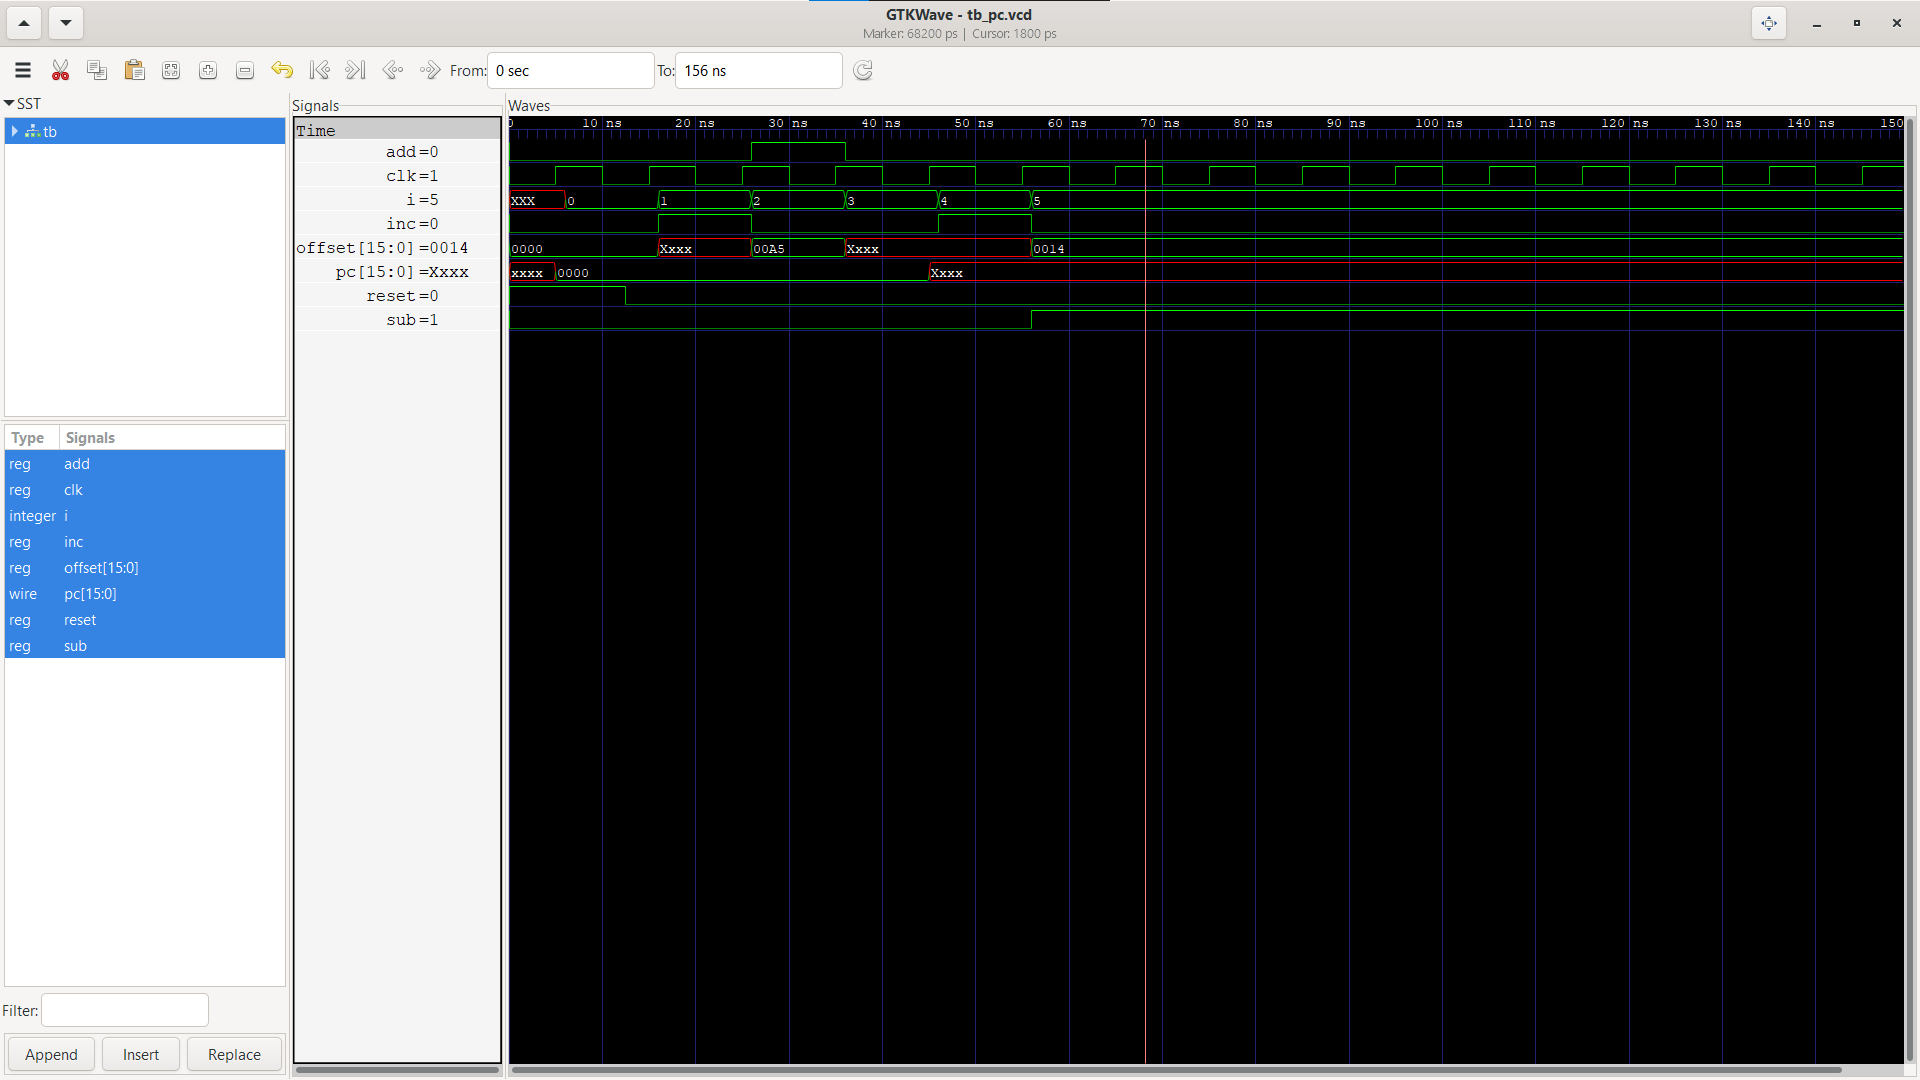 GTKWave - tb_pc.vcd
Marker: 68200 ps | Cursor: 1800 ps
From: 0 sec To: 156 ns
SST
tb
Type Signals
reg add
reg clk
integer i
reg inc
reg offset[15:0]
wire pc[15:0]
reg reset
reg sub
Filter:
Append Insert Replace
Signals
Time
add=0
clk=1
i=5
inc=0
offset[15:0]=0014
pc[15:0]=Xxxx
reset=0
sub=1
Waves
0 10 ns 20 ns 30 ns 40 ns 50 ns 60 ns 70 ns 80 ns 90 ns 100 ns 110 ns 120 ns 130 ns 140 ns 150
XXX 0 1 2 3 4 5
0000 Xxxx 00A5 Xxxx 0014
xxxx 0000 Xxxx